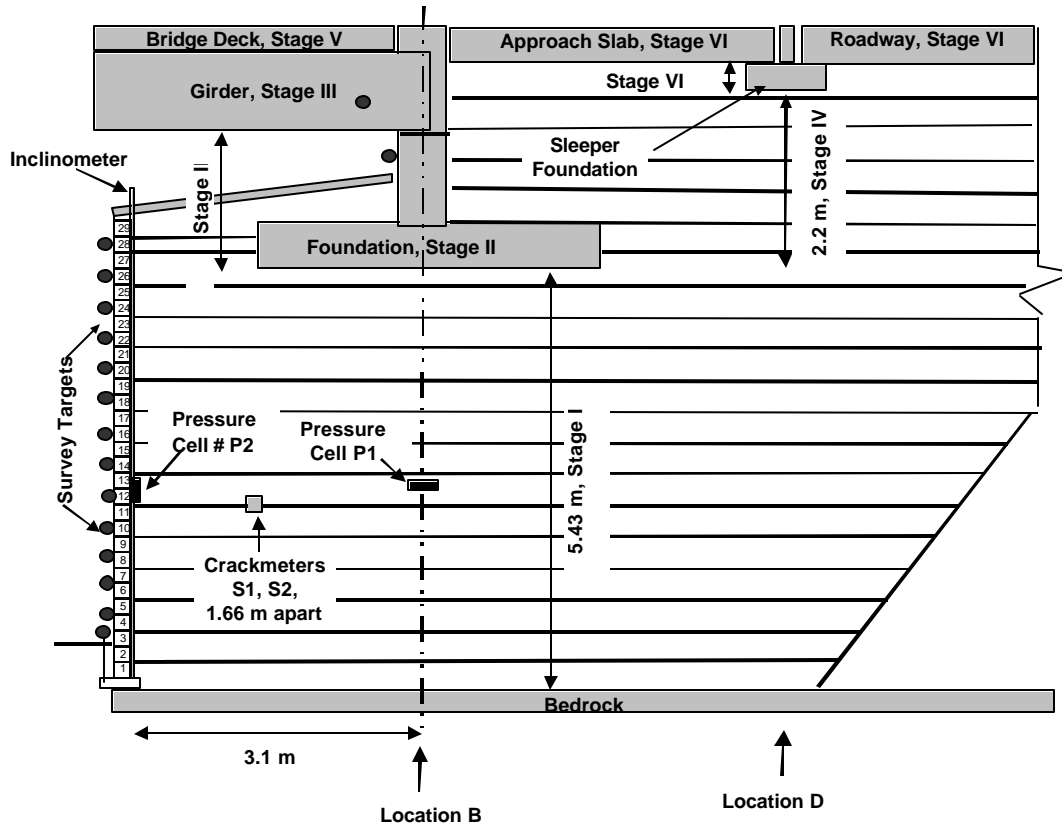 Bridge Deck, Stage V
Approach Slab, Stage VI
Roadway, Stage VI
Girder, Stage III
Stage VI
Inclinometer
Sleeper
Foundation
Stage II
2.2 m, Stage IV
Foundation, Stage II
29
28
27
26
25
24
23
22
21
20
19
18
17
16
15
14
13
12
11
10
9
8
7
6
5
4
3
2
1
Survey Targets
Pressure
Cell # P2
Pressure
Cell P1
5.43 m, Stage I
Crackmeters
S1, S2,
1.66 m apart
Bedrock
3.1 m
Location B
Location D